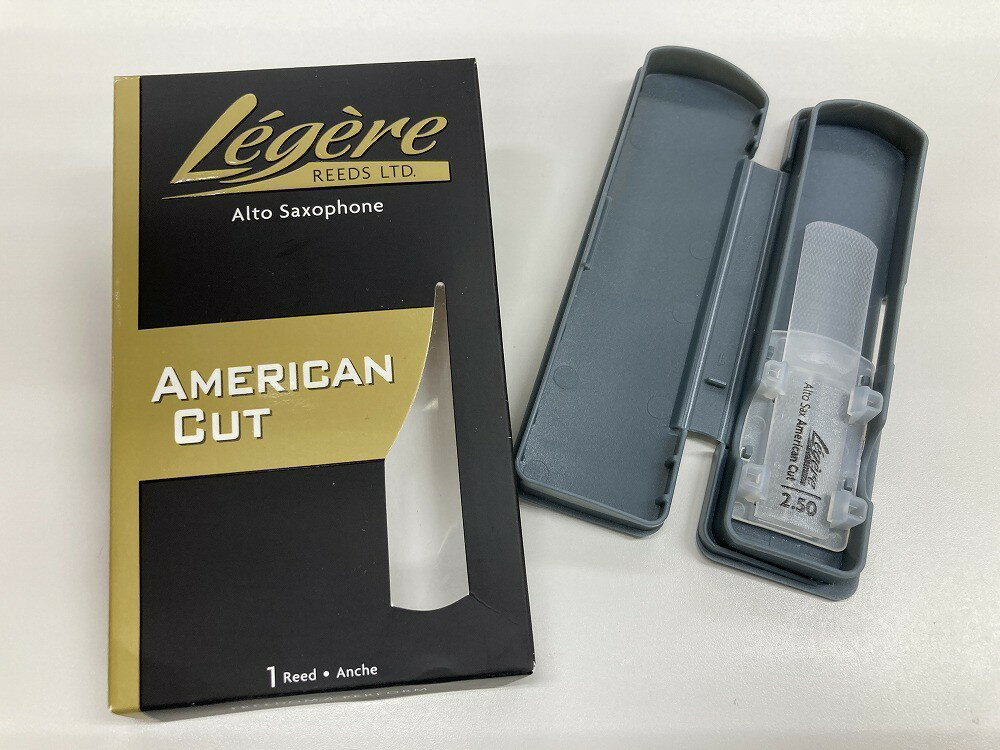 Légère
REEDS LTD.
Alto Saxophone
AMERICAN
CUT
1 Reed • Anche
Alto Sax American Cut
Légère
2.50